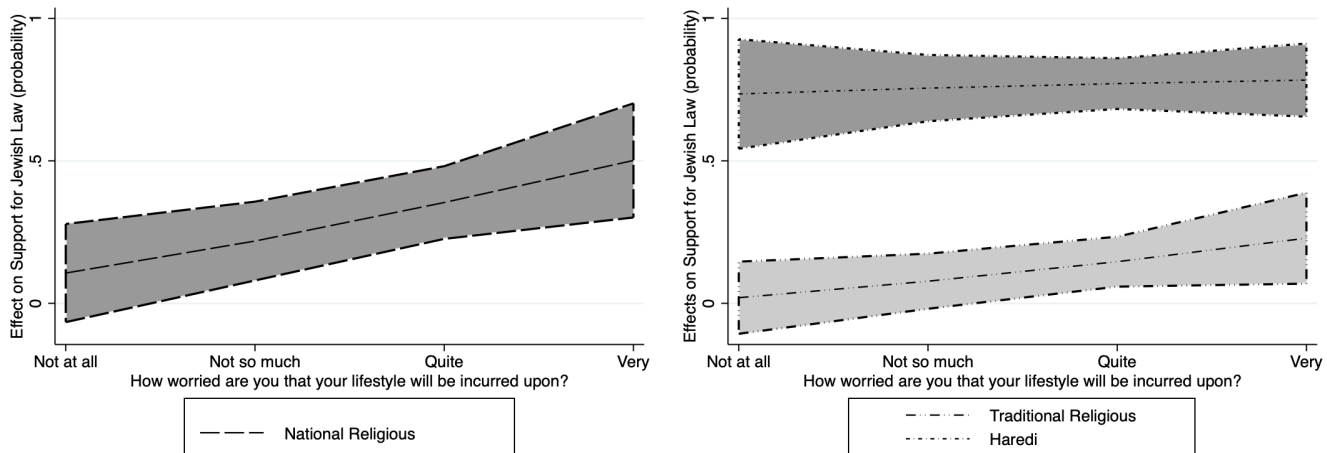 Effect on Support for Jewish Law (probability)
1
.5
0
Not at all Not so much Quite Very
How worried are you that your lifestyle will be incurred upon?
National Religious
Effects on Support for Jewish Law (probability)
1
.5
0
Not at all Not so much Quite Very
How worried are you that your lifestyle will be incurred upon?
Traditional Religious
Haredi